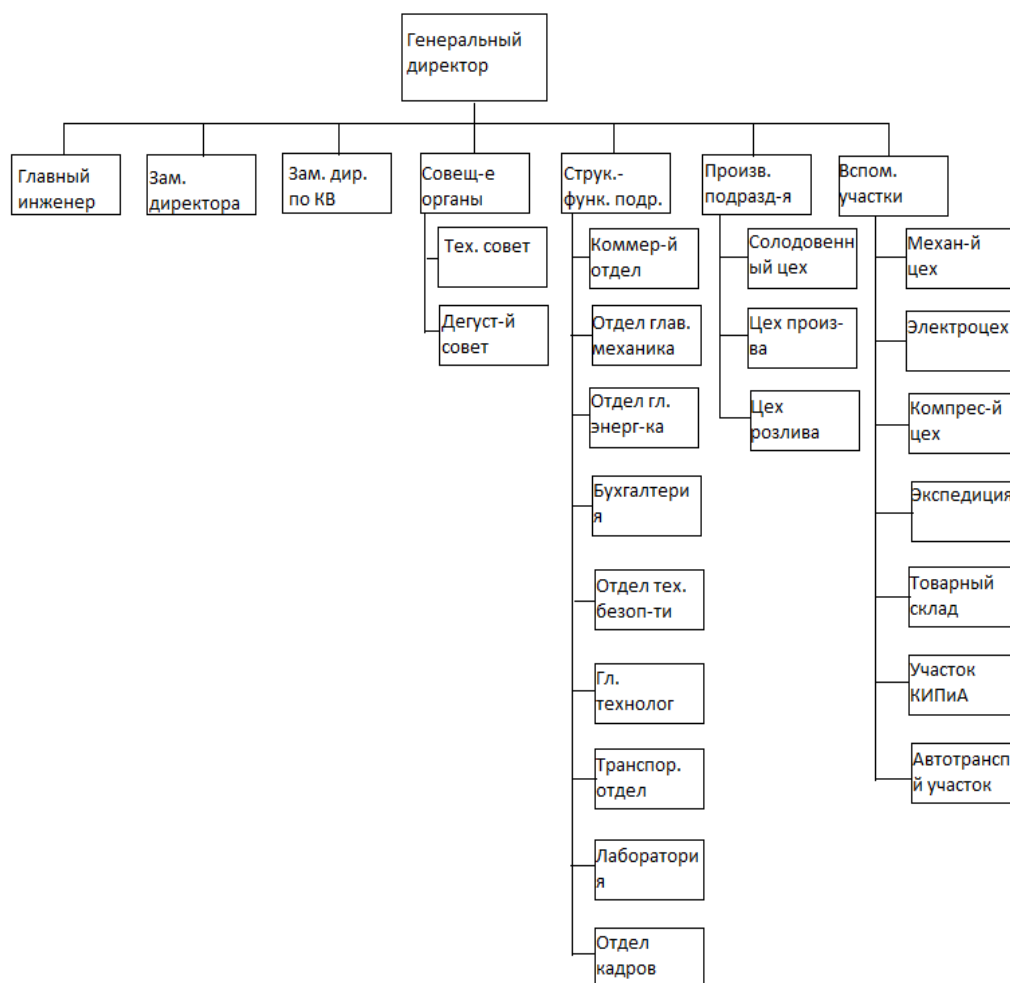 Генеральный
директор
Главный
инженер
Зам.
директора
Зам. дир.
по КВ
Совещ-е
органы
Струк.-
функ. подр.
Произв.
подразд-я
Вспом.
участки
Тех. совет
Дегуст-й
совет
Коммер-й
отдел
Отдел глав.
механика
Отдел гл.
энерг-ка
Бухгалтери
я
Отдел тех.
безоп-ти
Гл.
технолог
Транспор.
отдел
Лаборатори
я
Отдел
кадров
Солодовенн
ый цех
Цех произ-
ва
Цех
розлива
Механ-й
цех
Электроцех
Компрес-й
цех
Экспедиция
Товарный
склад
Участок
КИПиА
Автотрансп
й участок